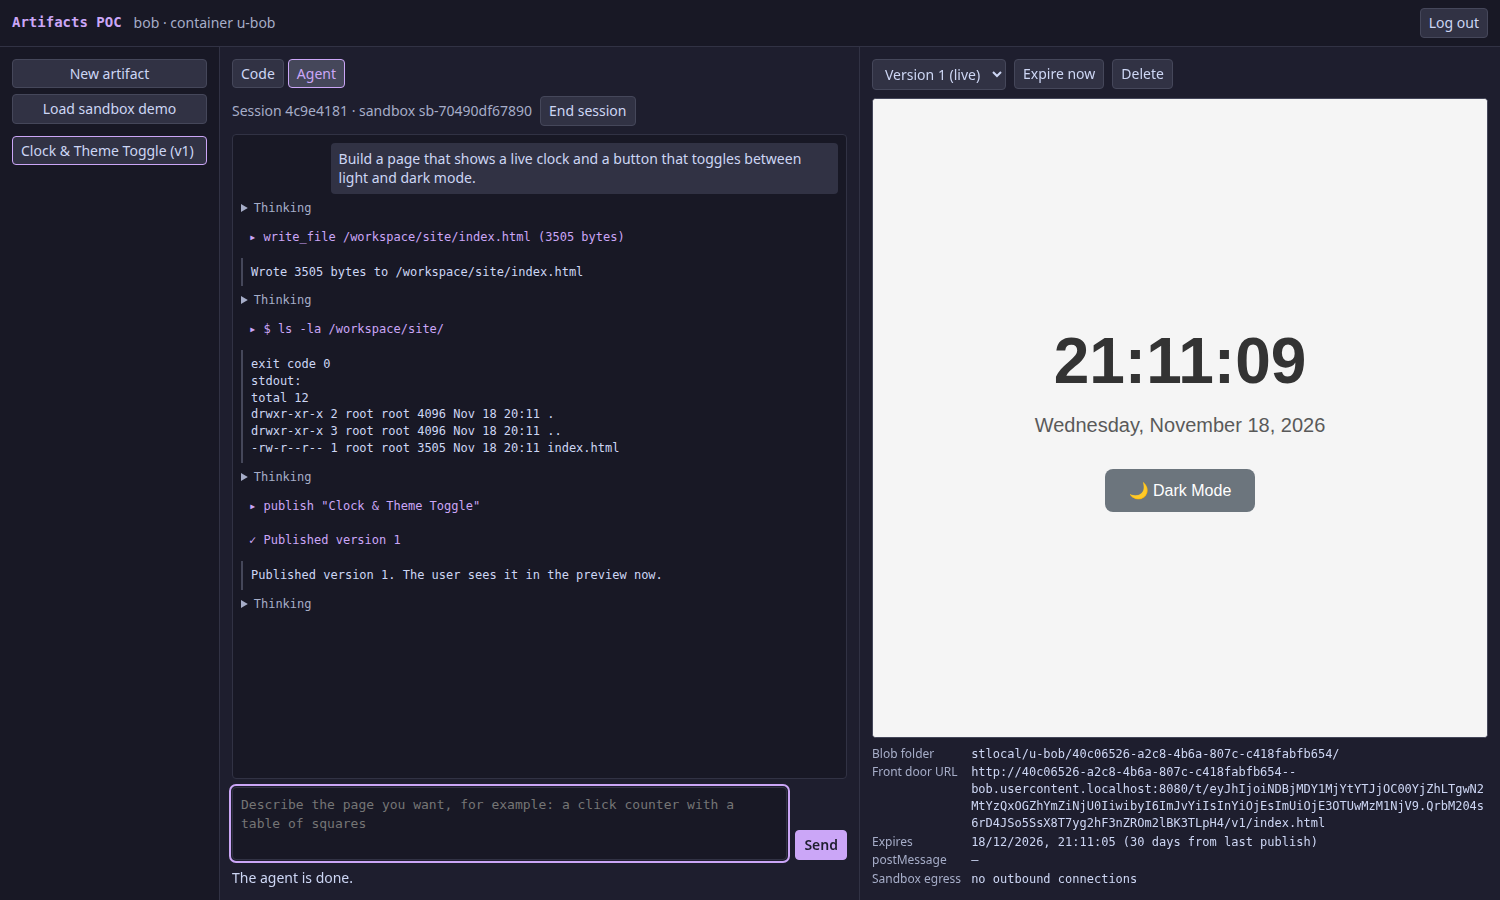 Artifacts POC bob · container u-bob Log out
New artifact
Load sandbox demo
Clock & Theme Toggle (v1)
Code Agent
Session 4c9e4181 · sandbox sb-70490df67890 End session
Build a page that shows a live clock and a button that toggles between
light and dark mode.
▶ Thinking
▸ write_file /workspace/site/index.html (3505 bytes)
Wrote 3505 bytes to /workspace/site/index.html
▶ Thinking
▸ $ ls -la /workspace/site/
exit code 0
stdout:
total 12
drwxr-xr-x 2 root root 4096 Nov 18 20:11 .
drwxr-xr-x 3 root root 4096 Nov 18 20:11 ..
-rw-r--r-- 1 root root 3505 Nov 18 20:11 index.html
▶ Thinking
▸ publish "Clock & Theme Toggle"
✓ Published version 1
Published version 1. The user sees it in the preview now.
▶ Thinking
Describe the page you want, for example: a click counter with a
table of squares
Send
The agent is done.
Version 1 (live) Expire now Delete
21:11:09
Wednesday, November 18, 2026
🌙 Dark Mode
Blob folder stlocal/u-bob/40c06526-a2c8-4b6a-807c-c418fabfb654/
Front door URL http://40c06526-a2c8-4b6a-807c-c418fabfb654--
bob.usercontent.localhost:8080/t/eyJhIjoiNDBjMDY1MjYtYTJjOC00YjZhLTgwN2
MtYzQxOGZhYmZiNjU0IiwibyI6ImJvYiIsInYiOjEsImUiOjE3OTUwMzM1NjV9.QrbM204s
6rD4JSo5SsX8T7yg2hF3nZROm2lBK3TLpH4/v1/index.html
Expires 18/12/2026, 21:11:05 (30 days from last publish)
postMessage —
Sandbox egress no outbound connections